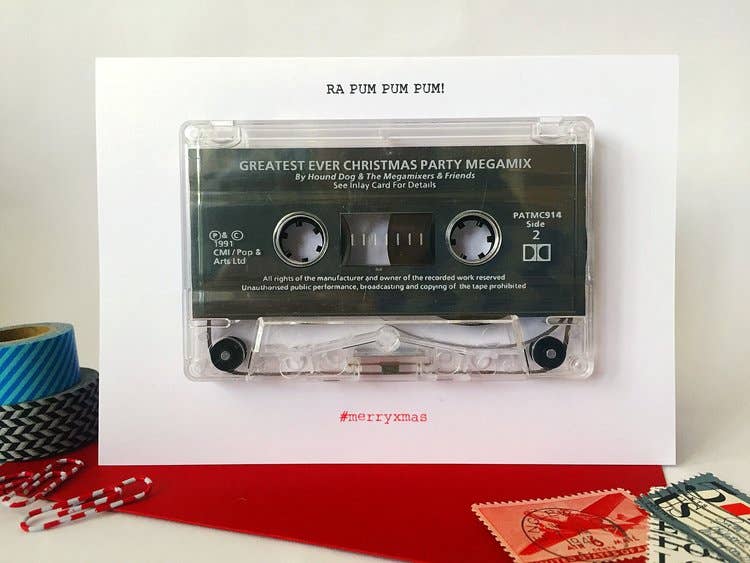 RA PUM PUM PUM!
GREATEST EVER CHRISTMAS PARTY MEGAMIX
By Hound Dog & The Megamixers & Friends
See Inlay Card For Details
Ⓟ& ©
1991
CMI/Pop &
Arts Ltd
PATMC914
Side
2
All rights of the manufacturer and owner of the recorded work reserved
Unauthorised public performance, broadcasting and copying of the tape prohibited
#merryxmas